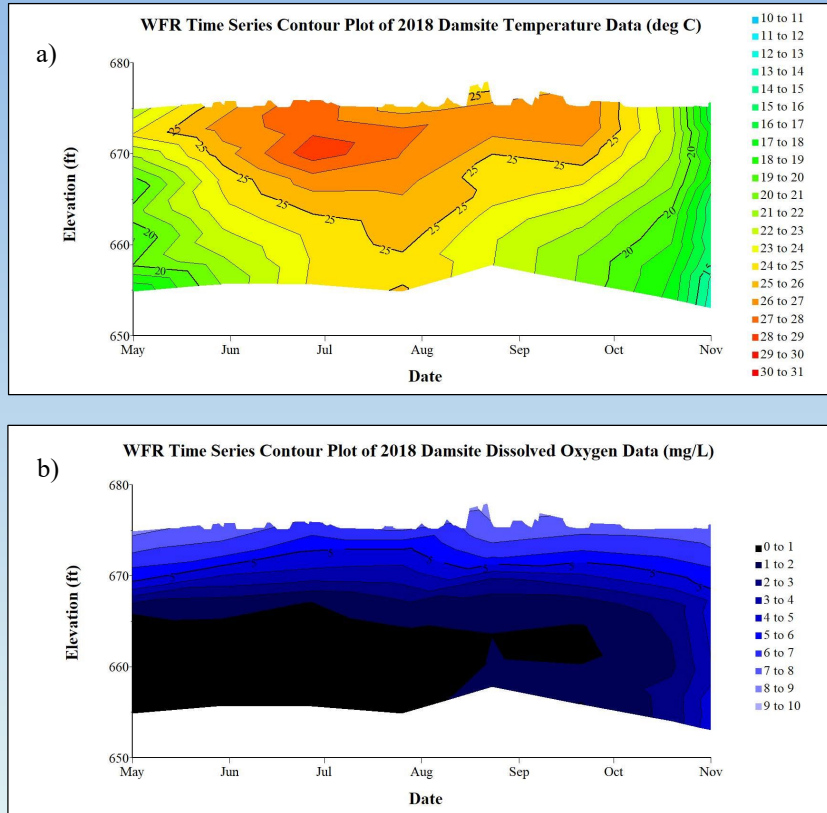 a)
WFR Time Series Contour Plot of 2018 Damsite Temperature Data (deg C)
680
670
660
650
Elevation (ft)
May Jun Jul Aug Sep Oct Nov
Date
25
25
25
25
25
25
25
25
25
20
20
20
20
20
10 to 11
11 to 12
12 to 13
13 to 14
14 to 15
15 to 16
16 to 17
17 to 18
18 to 19
19 to 20
20 to 21
21 to 22
22 to 23
23 to 24
24 to 25
25 to 26
26 to 27
27 to 28
28 to 29
29 to 30
30 to 31
b)
WFR Time Series Contour Plot of 2018 Damsite Dissolved Oxygen Data (mg/L)
680
670
660
650
Elevation (ft)
May Jun Jul Aug Sep Oct Nov
Date
0 to 1
1 to 2
2 to 3
3 to 4
4 to 5
5 to 6
6 to 7
7 to 8
8 to 9
9 to 10